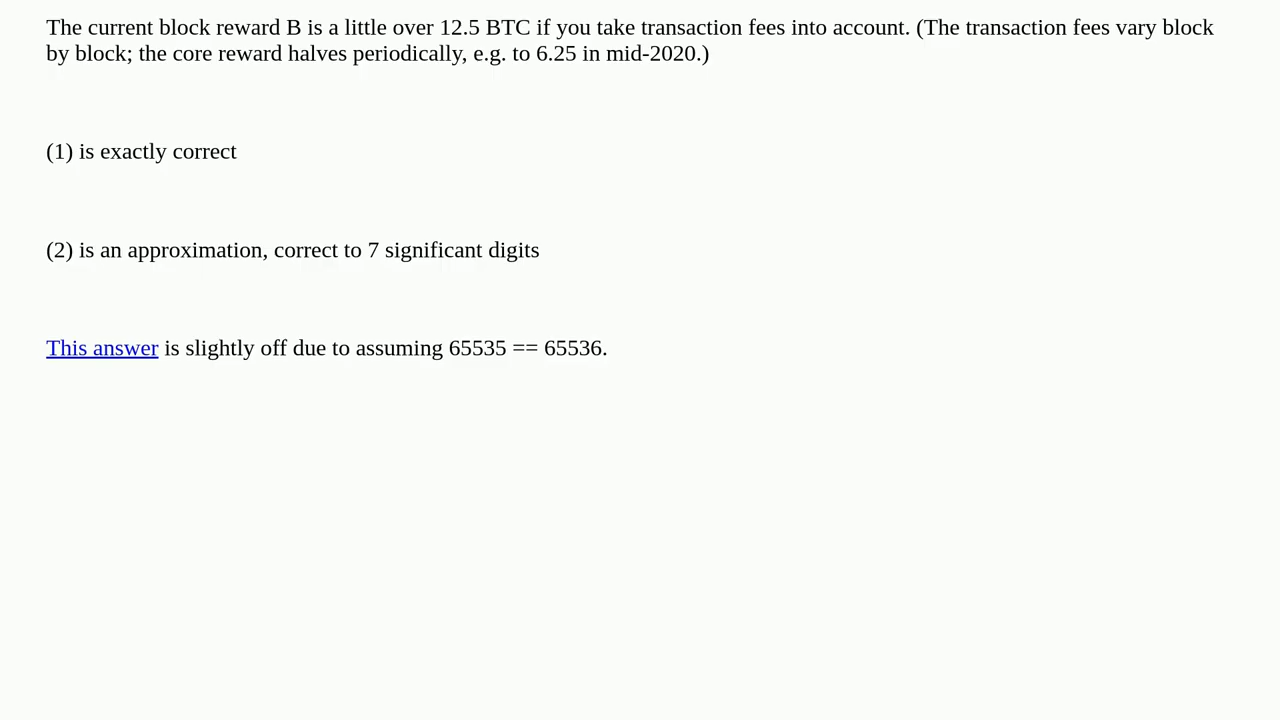 The current block reward B is a little over 12.5 BTC if you take transaction fees into account. (The transaction fees vary block
by block; the core reward halves periodically, e.g. to 6.25 in mid-2020.)
(1) is exactly correct
(2) is an approximation, correct to 7 significant digits
This answer is slightly off due to assuming 65535 == 65536.